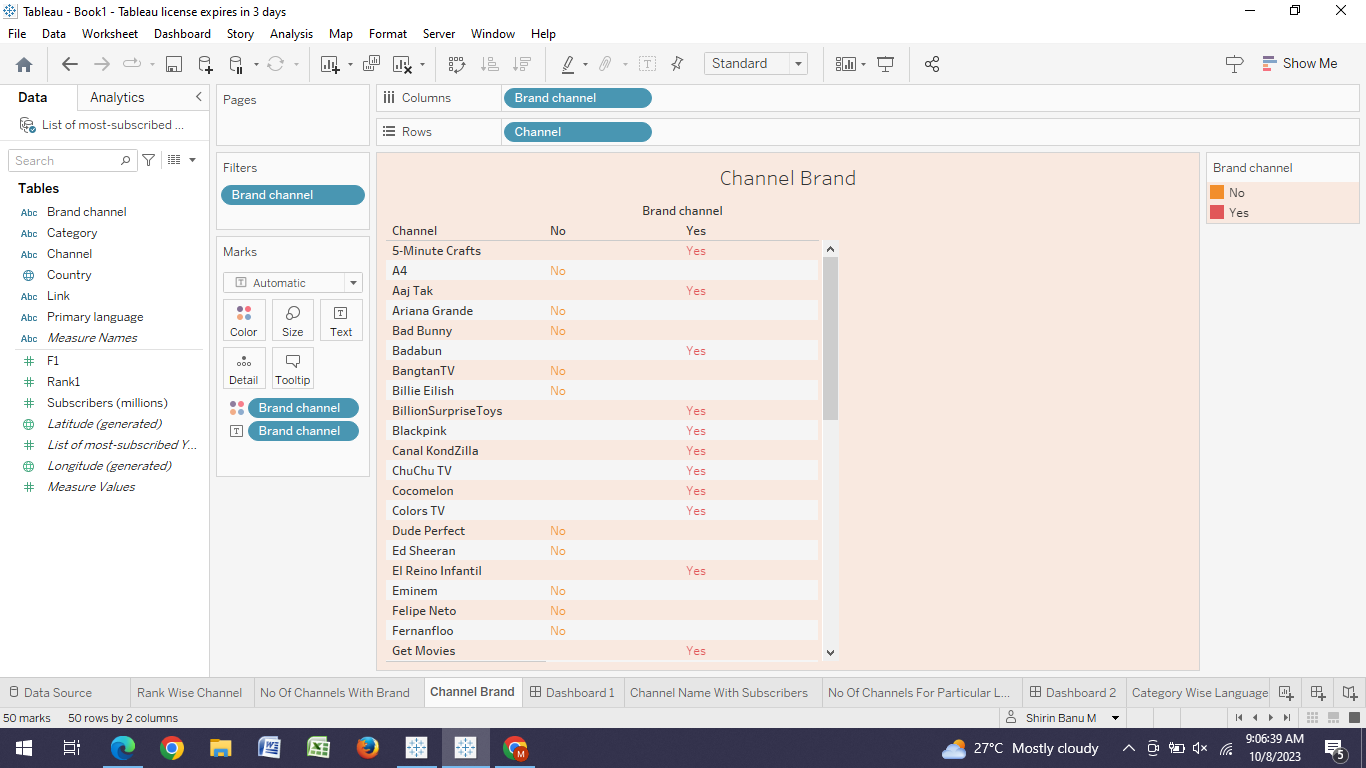 Tableau - Book1 - Tableau license expires in 3 days
File Data Worksheet Dashboard Story Analysis Map Format Server Window Help
Standard
Show Me
Data Analytics
List of most-subscribed ...
Search
Tables
Abc Brand channel
Abc Category
Abc Channel
Country
Abc Link
Abc Primary language
Abc Measure Names
F1
Rank1
Subscribers (millions)
Latitude (generated)
List of most-subscribed Y...
Longitude (generated)
Measure Values
Pages
Filters
Brand channel
Marks
Automatic
Color Size Text
Detail Tooltip
Brand channel
Brand channel
Columns Brand channel
Rows Channel
Channel Brand
Brand channel
Channel No Yes
5-Minute Crafts Yes
A4 No
Aaj Tak Yes
Ariana Grande No
Bad Bunny No
Badabun Yes
BangtanTV No
Billie Eilish No
BillionSurpriseToys Yes
Blackpink Yes
Canal KondZilla Yes
ChuChu TV Yes
Cocomelon Yes
Colors TV Yes
Dude Perfect No
Ed Sheeran No
El Reino Infantil Yes
Eminem No
Felipe Neto No
Fernanfloo No
Get Movies Yes
Brand channel
No
Yes
Data Source Rank Wise Channel No Of Channels With Brand Channel Brand Dashboard 1 Channel Name With Subscribers No Of Channels For Particular L... Dashboard 2 Category Wise Language
50 marks 50 rows by 2 columns Shirin Banu M
27°C Mostly cloudy
9:06:39 AM
10/8/2023
5